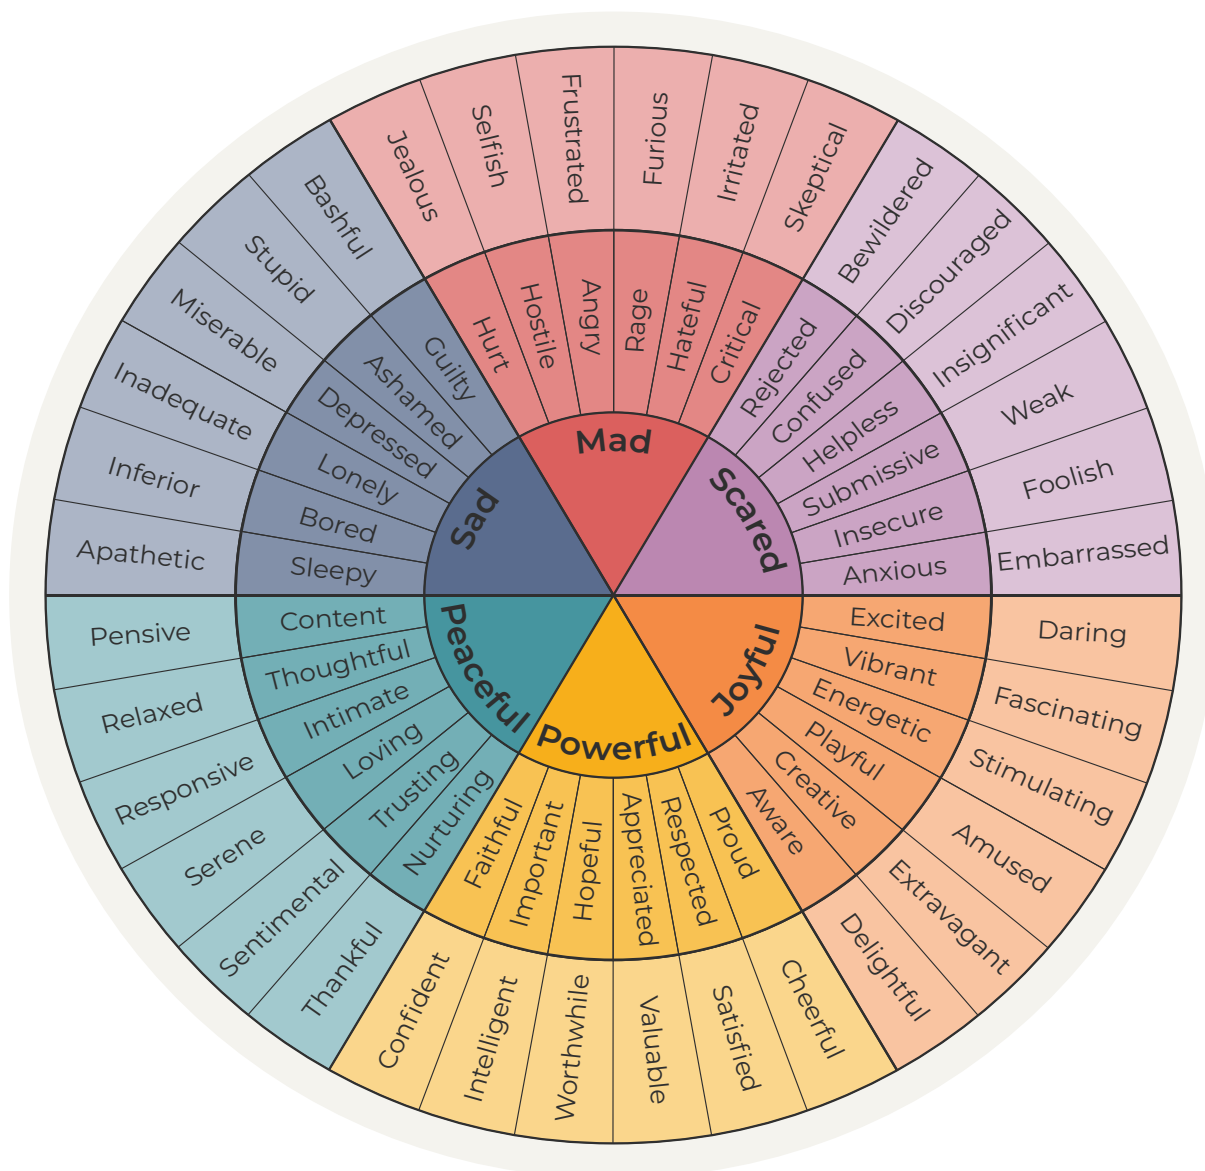 Mad
Scared
Joyful
Powerful
Peaceful
Sad
Hurt
Hostile
Angry
Rage
Hateful
Critical
Rejected
Confused
Helpless
Submissive
Insecure
Anxious
Excited
Vibrant
Energetic
Playful
Creative
Aware
Proud
Respected
Appreciated
Hopeful
Important
Faithful
Nurturing
Trusting
Loving
Intimate
Thoughtful
Content
Sleepy
Bored
Lonely
Depressed
Ashamed
Guilty
Jealous
Selfish
Frustrated
Furious
Irritated
Skeptical
Bewildered
Discouraged
Insignificant
Weak
Foolish
Embarrassed
Daring
Fascinating
Stimulating
Amused
Extravagant
Delightful
Cheerful
Satisfied
Valuable
Worthwhile
Intelligent
Confident
Thankful
Sentimental
Serene
Responsive
Relaxed
Pensive
Apathetic
Inferior
Inadequate
Miserable
Stupid
Bashful